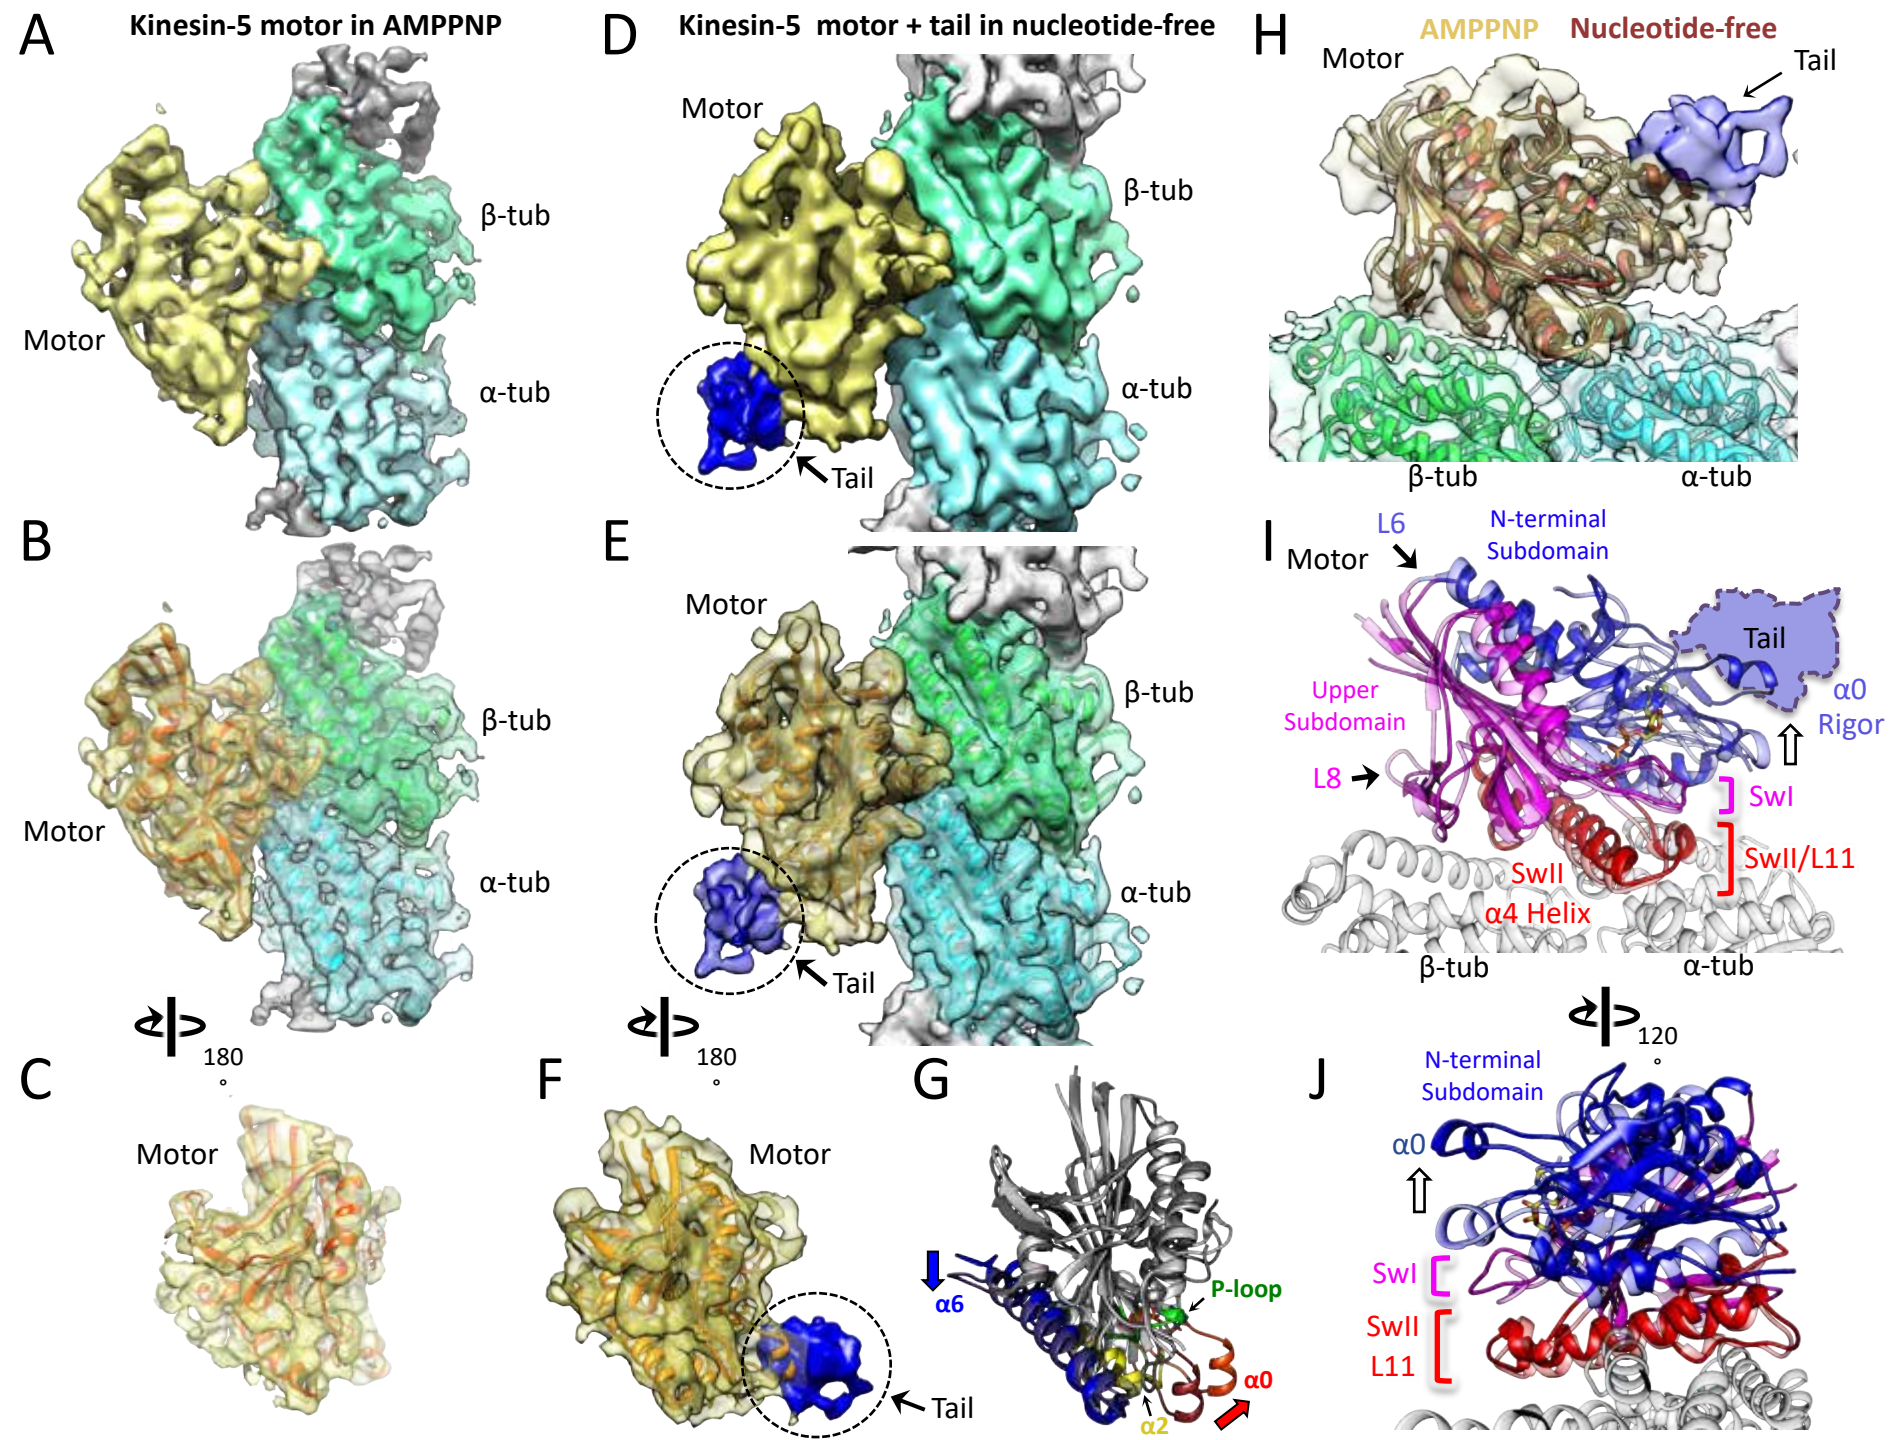 A
Kinesin-5 motor in AMPPNP
β-tub
Motor
α-tub
B
β-tub
Motor
α-tub
180
°
C
Motor
D
Kinesin-5 motor + tail in nucleotide-free
Motor
β-tub
α-tub
Tail
E
Motor
β-tub
α-tub
Tail
180
°
F
Motor
Tail
G
α6
P-loop
α0
α2
H
AMPPNP Nucleotide-free
Motor
Tail
β-tub
α-tub
I
L6
N-terminal
Subdomain
Motor
Tail
Upper
Subdomain
α0
Rigor
L8
SwI
SwII/L11
SwII
α4 Helix
β-tub
α-tub
120
°
J
N-terminal
Subdomain
α0
SwI
SwII
L11